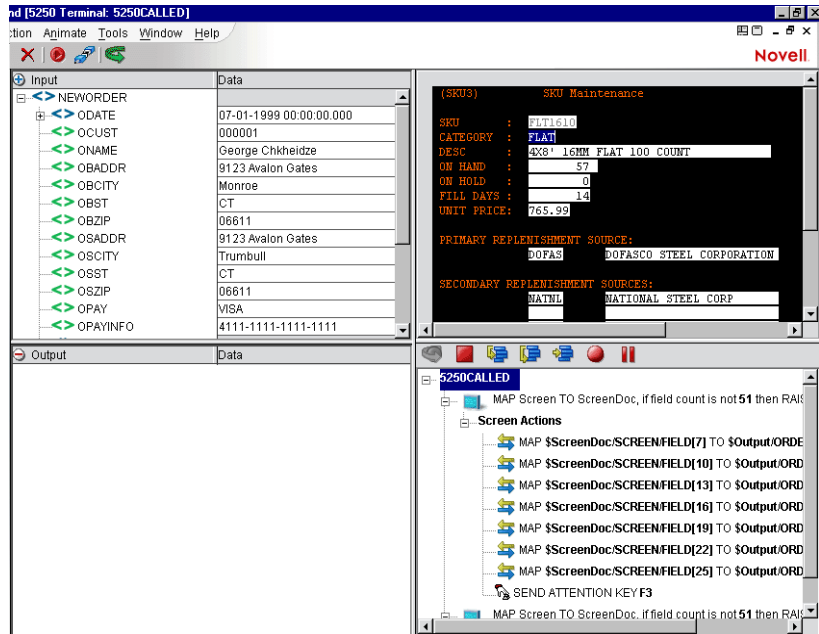 nd [5250 Terminal: 5250CALLED]
ction Animate Tools Window Help
Novell
Input Data
NEWORDER
ODATE 07-01-1999 00:00:00.000
OCUST 000001
ONAME George Chkheidze
OBADDR 9123 Avalon Gates
OBCITY Monroe
OBST CT
OBZIP 06611
OSADDR 9123 Avalon Gates
OSCITY Trumbull
OSST CT
OSZIP 06611
OPAY VISA
OPAYINFO 4111-1111-1111-1111
(SKU3) SKU Maintenance
SKU : FLT1610
CATEGORY : FLAT
DESC : 4X8' 16MM FLAT 100 COUNT
ON HAND : 57
ON HOLD : 0
FILL DAYS : 14
UNIT PRICE: 765.99
PRIMARY REPLENISHMENT SOURCE:
DOFAS DOFASCO STEEL CORPORATION
SECONDARY REPLENISHMENT SOURCES:
NATNL NATIONAL STEEL CORP
Output Data
5250CALLED
MAP Screen TO ScreenDoc, if field count is not 51 then RAIS
Screen Actions
MAP $ScreenDoc/SCREEN/FIELD[7] TO $Output/ORDE
MAP $ScreenDoc/SCREEN/FIELD[10] TO $Output/ORD
MAP $ScreenDoc/SCREEN/FIELD[13] TO $Output/ORD
MAP $ScreenDoc/SCREEN/FIELD[16] TO $Output/ORD
MAP $ScreenDoc/SCREEN/FIELD[19] TO $Output/ORD
MAP $ScreenDoc/SCREEN/FIELD[22] TO $Output/ORD
MAP $ScreenDoc/SCREEN/FIELD[25] TO $Output/ORD
SEND ATTENTION KEY F3
MAP Screen TO ScreenDoc, if field count is not 51 then RAIS